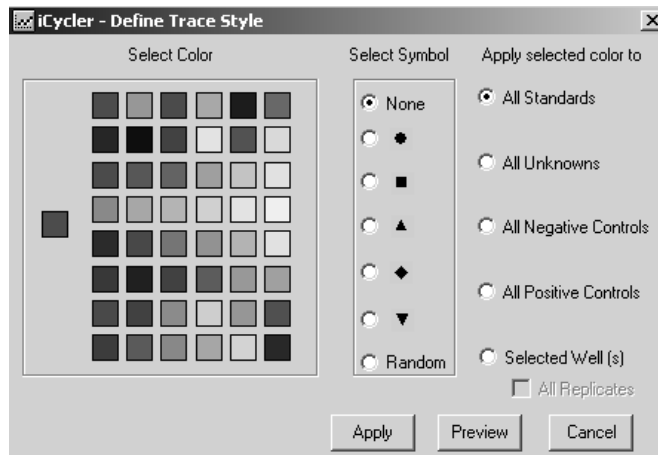 iCycler - Define Trace Style
Select Color
Select Symbol
Apply selected color to
None
Random
All Standards
All Unknowns
All Negative Controls
All Positive Controls
Selected Well (s)
All Replicates
Apply
Preview
Cancel